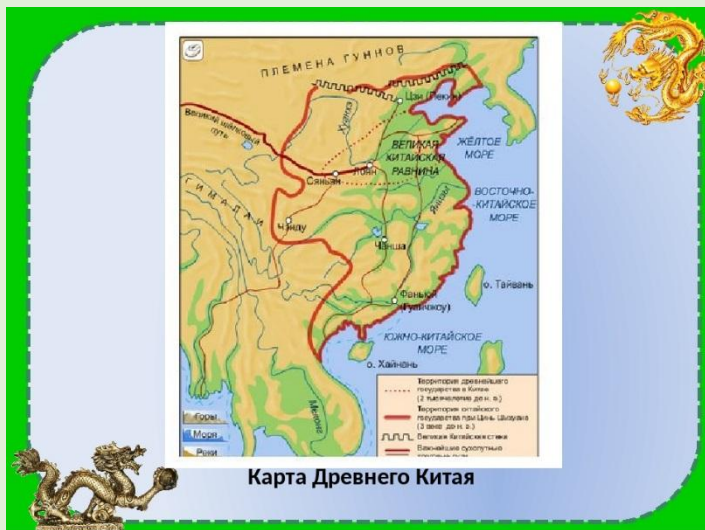 ПЛЕМЕНА ГУННОВ
Цзи (Пекин)
Великий шёлковый
путь
Хуанхэ
ВЕЛИКАЯ
КИТАЙСКАЯ
РАВНИНА
ЖЁЛТОЕ
МОРЕ
Лоян
Сяньян
ВОСТОЧНО-
КИТАЙСКОЕ
МОРЕ
ГИМАЛАИ
Чэнду
Янцзы
Чанша
о. Тайвань
Фаньюй
(Гуанчжоу)
ЮЖНО-КИТАЙСКОЕ
МОРЕ
о. Хайнань
Меконг
Горы
Моря
Реки
Территория древнейшего
государства в Китае
(2 тысячелетие до н. э.)
Территория китайского
государства при Цинь Шихуане
(3 век до н. э.)
Великая Китайская стена
Важнейшие сухопутные
Карта Древнего Китая